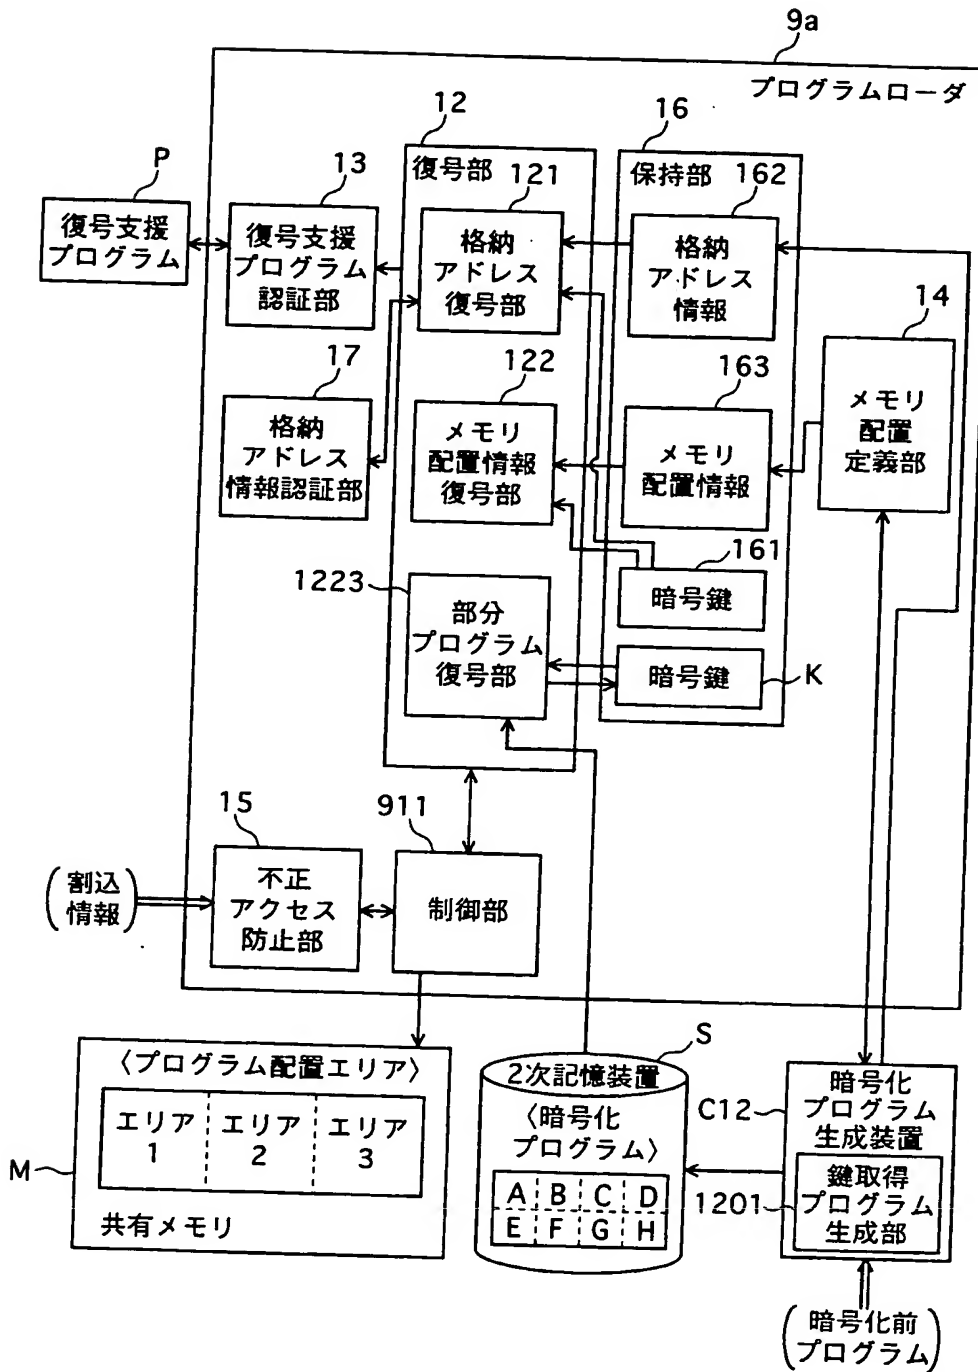 9a
プログラムローダ
12
16
P
13
復号部
121
保持部
162
復号支援
プログラム
復号支援
プログラム
認証部
格納
アドレス
復号部
格納
アドレス
情報
14
17
122
163
メモリ
配置
定義部
格納
アドレス
情報認証部
メモリ
配置情報
復号部
メモリ
配置情報
161
1223
暗号鍵
部分
プログラム
復号部
暗号鍵
K
15
911
割込
情報
不正
アクセス
防止部
制御部
〈プログラム配置エリア〉
エリア
1
エリア
2
エリア
3
M
共有メモリ
S
2次記憶装置
〈暗号化
プログラム〉
A B C D
E F G H
C12
暗号化
プログラム
生成装置
1201
鍵取得
プログラム
生成部
暗号化前
プログラム